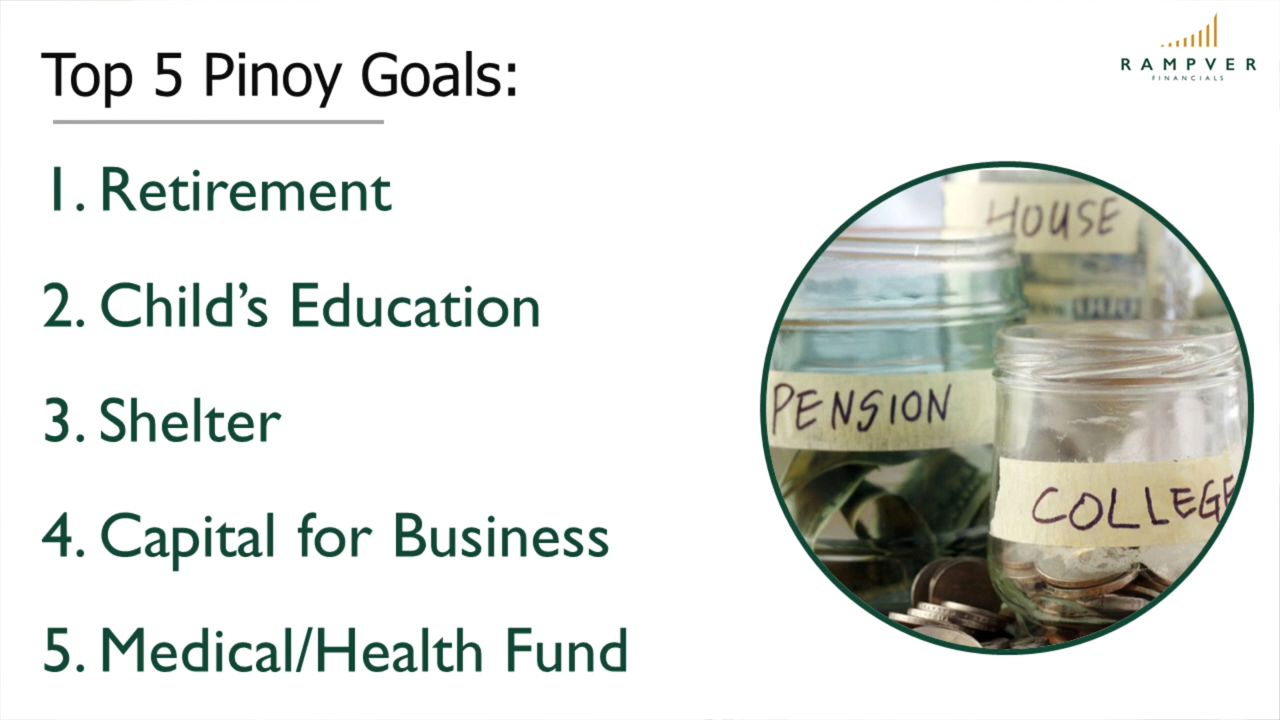 Top 5 Pinoy Goals:
RAMPVER
FINANCIALS
1. Retirement
2. Child’s Education
3. Shelter
4. Capital for Business
5. Medical/Health Fund
HOUSE
PENSION
COLLEGE